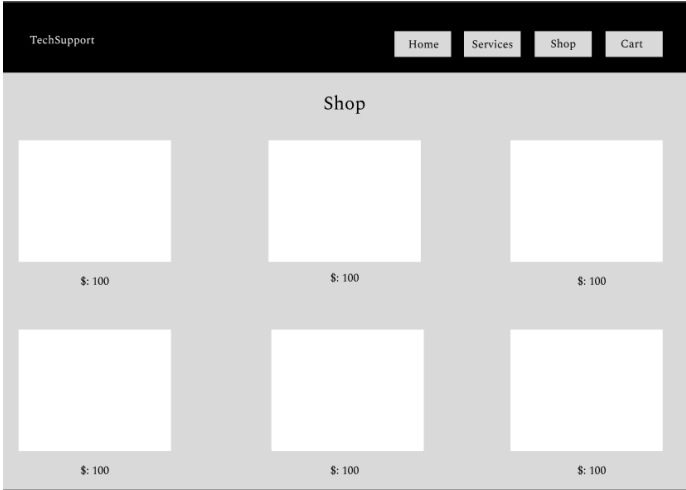 TechSupport
Home Services Shop Cart
Shop
$: 100 $: 100 $: 100
$: 100 $: 100 $: 100